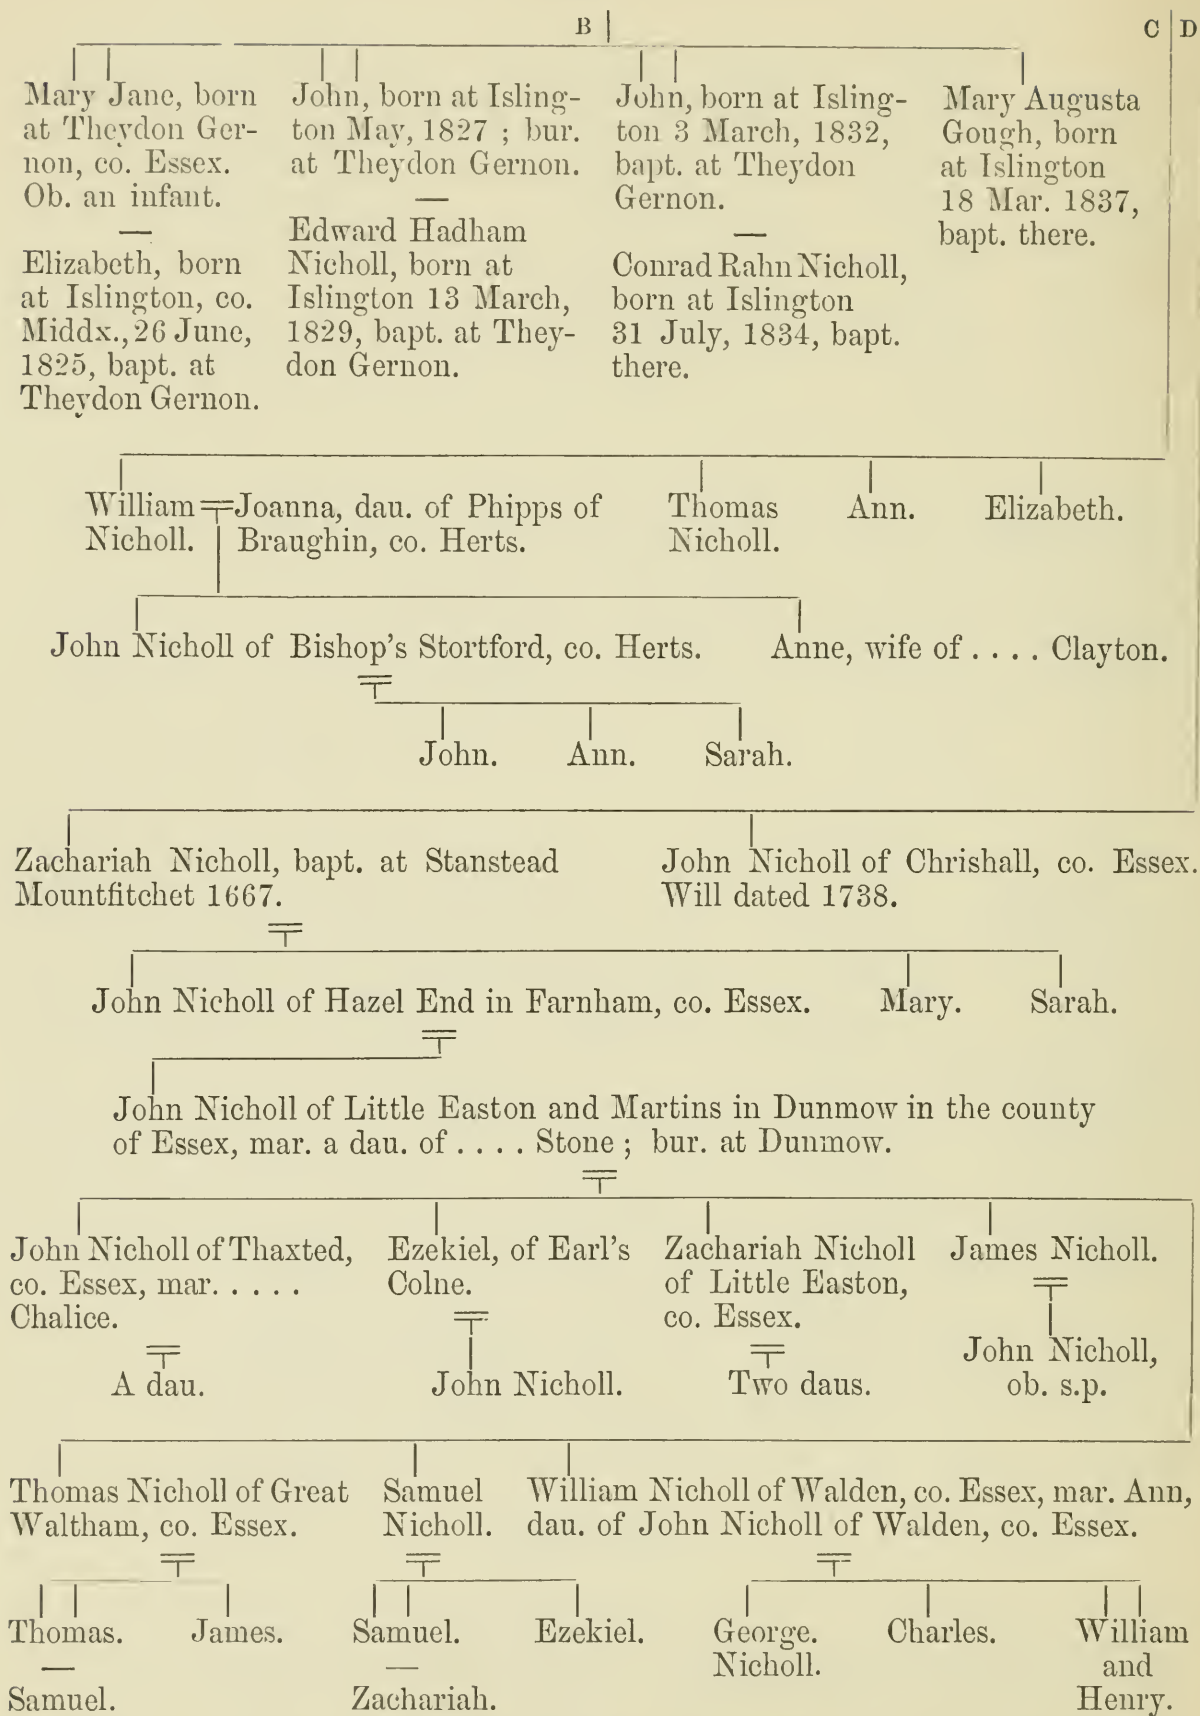 B
C D
Mary Jane, born
at Theydon Ger-
non, co. Essex.
Ob. an infant.
—
Elizabeth, born
at Islington, co.
Middx., 26 June,
1825, bapt. at
Theydon Gernon.
John, born at Isling-
ton May, 1827 ; bur.
at Theydon Gernon.
—
Edward Hadham
Nicholl, born at
Islington 13 March,
1829, bapt. at They-
don Gernon.
John, born at Isling-
ton 3 March, 1832,
bapt. at Theydon
Gernon.
—
Conrad Rahn Nicholl,
born at Islington
31 July, 1834, bapt.
there.
Mary Augusta
Gough, born
at Islington
18 Mar. 1837,
bapt. there.
William
Nicholl.
Joanna, dau. of Phipps of
Braughin, co. Herts.
Thomas
Nicholl.
Ann.
Elizabeth.
John Nicholl of Bishop's Stortford, co. Herts.
Anne, wife of . . . . Clayton.
John.
Ann.
Sarah.
Zachariah Nicholl, bapt. at Stanstead
Mountfitchet 1667.
John Nicholl of Chrishall, co. Essex.
Will dated 1738.
John Nicholl of Hazel End in Farnham, co. Essex.
Mary.
Sarah.
John Nicholl of Little Easton and Martins in Dunmow in the county
of Essex, mar. a dau. of . . . . Stone ; bur. at Dunmow.
John Nicholl of Thaxted,
co. Essex, mar. . . . .
Chalice.
A dau.
Ezekiel, of Earl's
Colne.
John Nicholl.
Zachariah Nicholl
of Little Easton,
co. Essex.
Two daus.
James Nicholl.
John Nicholl,
ob. s.p.
Thomas Nicholl of Great
Waltham, co. Essex.
Samuel
Nicholl.
William Nicholl of Walden, co. Essex, mar. Ann,
dau. of John Nicholl of Walden, co. Essex.
Thomas.
—
Samuel.
James.
Samuel.
—
Zachariah.
Ezekiel.
George.
Nicholl.
Charles.
William
and
Henry.